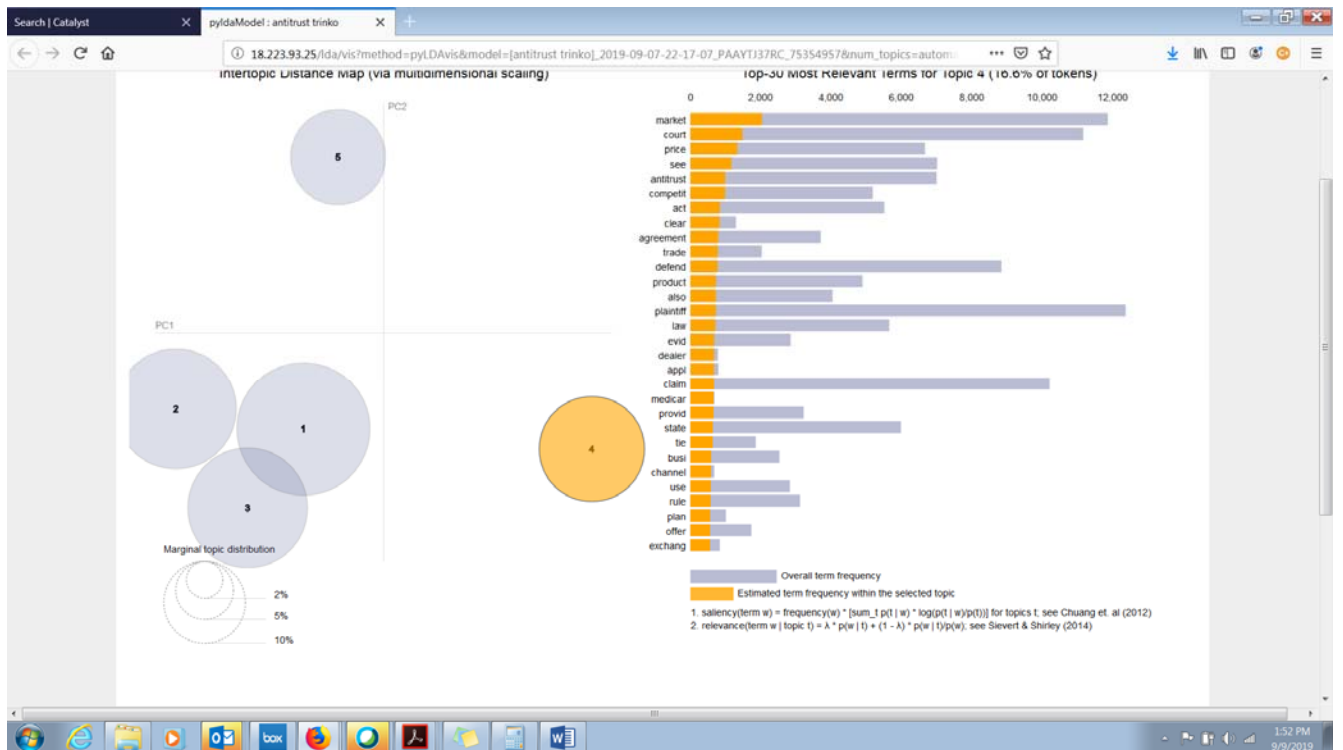 Search | Catalyst
pyldaModel : antitrust trinko
18.223.93.25/lda/vis?method=pyLDAvis&model=[antitrust trinko]_2019-09-07-22-17-07_PAAYTJ37RC_75354957&num_topics=automa
Intertopic Distance Map (via multidimensional scaling)
PC2
PC1
5
2
1
3
4
Marginal topic distribution
2%
5%
10%
Top-30 Most Relevant Terms for Topic 4 (16.6% of tokens)
0 2,000 4,000 6,000 8,000 10,000 12,000
market
court
price
see
antitrust
competit
act
clear
agreement
trade
defend
product
also
plaintiff
law
evid
dealer
appl
claim
medicar
provid
state
tie
busi
channel
use
rule
plan
offer
exchang
Overall term frequency
Estimated term frequency within the selected topic
1. saliency(term w) = frequency(w) * [sum_t p(t | w) * log(p(t | w)/p(t))] for topics t; see Chuang et. al (2012)
2. relevance(term w | topic t) = λ * p(w | t) + (1 - λ) * p(w | t)/p(w); see Sievert & Shirley (2014)
box
1:52 PM
9/9/2019